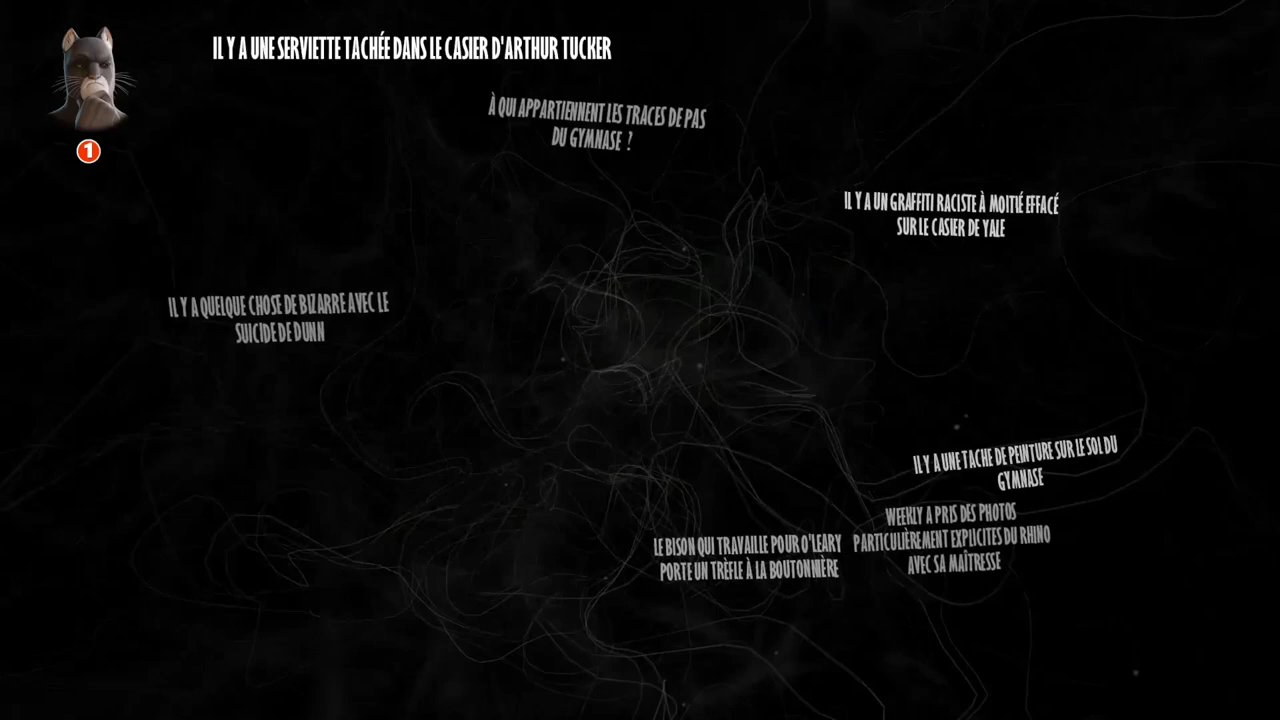 IL Y A UNE SERVIETTE TACHÉE DANS LE CASIER D'ARTHUR TUCKER
À QUI APPARTIENNENT LES TRACES DE PAS
DU GYMNASE ?
1
IL Y A UN GRAFFITI RACISTE À MOITIÉ EFFACÉ
SUR LE CASIER DE YALE
IL Y A QUELQUE CHOSE DE BIZARRE AVEC LE
SUICIDE DE DUNN
IL Y A UNE TACHE DE PEINTURE SUR LE SOL DU
GYMNASE
WEEKLY A PRIS DES PHOTOS
PARTICULIÈREMENT EXPLICITES DU RHINO
AVEC SA MAÎTRESSE
LE BISON QUI TRAVAILLE POUR O'LEARY
PORTE UN TRÈFLE À LA BOUTONNIÈRE